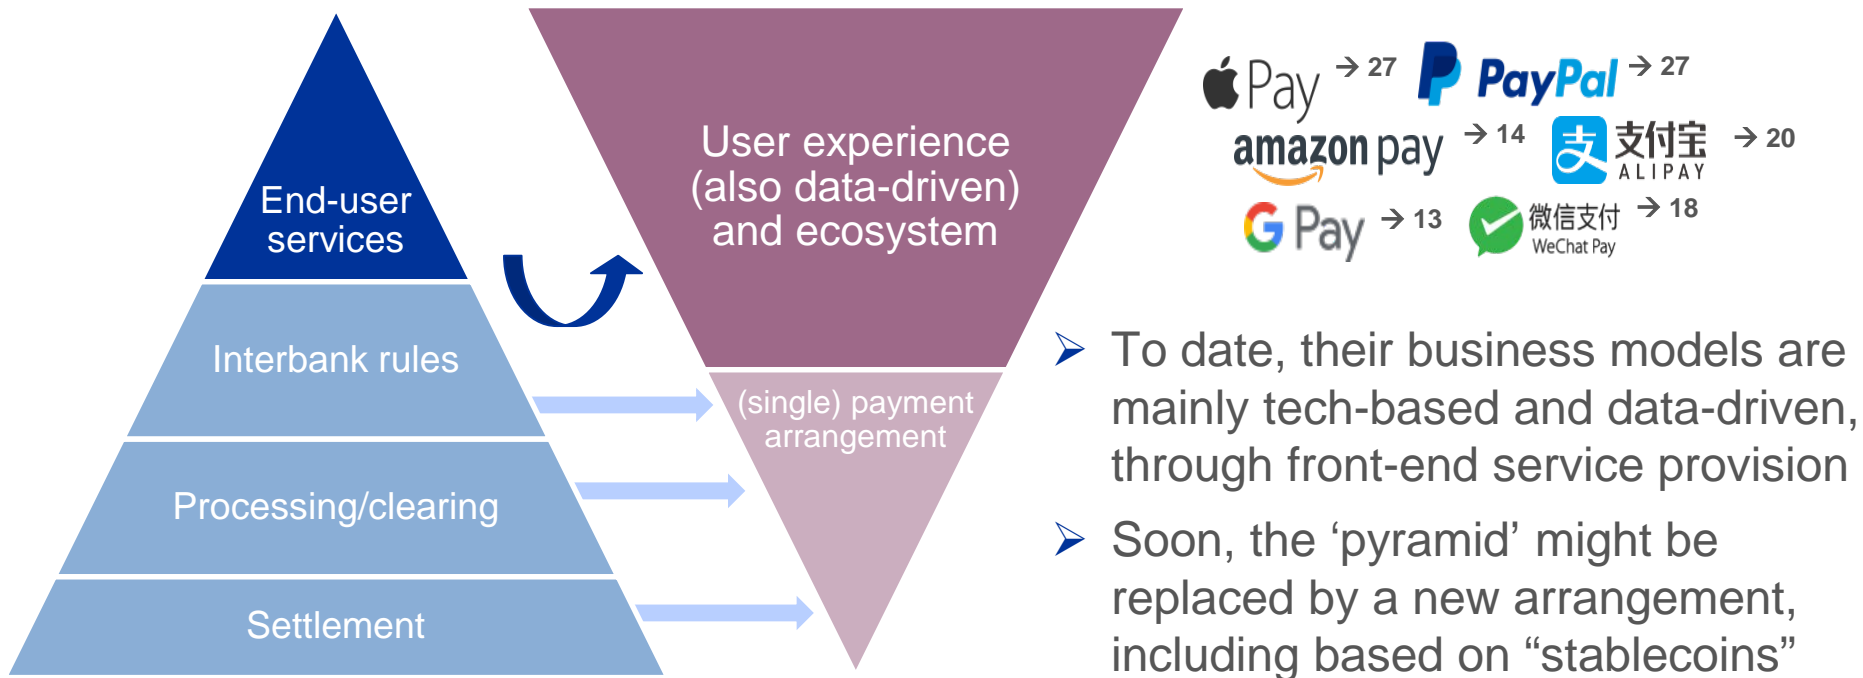 End-user
services
Interbank rules
Processing/clearing
Settlement
User experience
(also data-driven)
and ecosystem
(single) payment
arrangement
Pay → 27
PayPal → 27
amazon pay → 14
支 支付宝 → 20
ALIPAY
G Pay → 13
微信支付 → 18
WeChat Pay
➢ To date, their business models are
mainly tech-based and data-driven,
through front-end service provision
➢ Soon, the ‘pyramid’ might be
replaced by a new arrangement,
including based on “stablecoins”